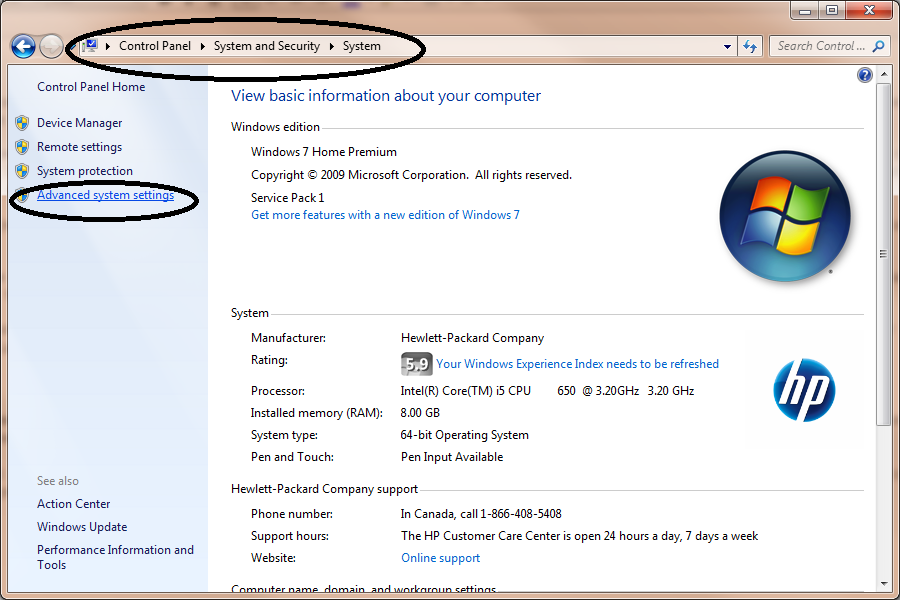 Control Panel System and Security System
Search Control ...
Control Panel Home
Device Manager
Remote settings
System protection
Advanced system settings
See also
Action Center
Windows Update
Performance Information and
Tools
View basic information about your computer
Windows edition
Windows 7 Home Premium
Copyright © 2009 Microsoft Corporation. All rights reserved.
Service Pack 1
Get more features with a new edition of Windows 7
System
Manufacturer: Hewlett-Packard Company
Rating: 5.9 Your Windows Experience Index needs to be refreshed
Processor: Intel(R) Core(TM) i5 CPU 650 @ 3.20GHz 3.20 GHz
Installed memory (RAM): 8.00 GB
System type: 64-bit Operating System
Pen and Touch: Pen Input Available
hp
Hewlett-Packard Company support
Phone number: In Canada, call 1-866-408-5408
Support hours: The HP Customer Care Center is open 24 hours a day, 7 days a week
Website: Online support
Computer name, domain, and workgroup settings